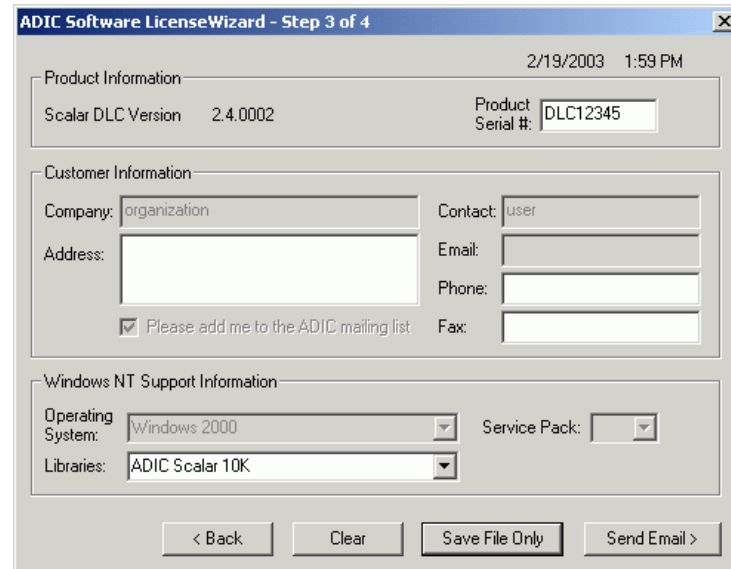 ADIC Software LicenseWizard - Step 3 of 4
2/19/2003 1:59 PM
Product Information
Scalar DLC Version 2.4.0002
Product Serial #: DLC12345
Customer Information
Company: organization
Contact: user
Address:
Email:
Phone:
Please add me to the ADIC mailing list
Fax:
Windows NT Support Information
Operating System: Windows 2000
Service Pack:
Libraries: ADIC Scalar 10K
< Back
Clear
Save File Only
Send Email >